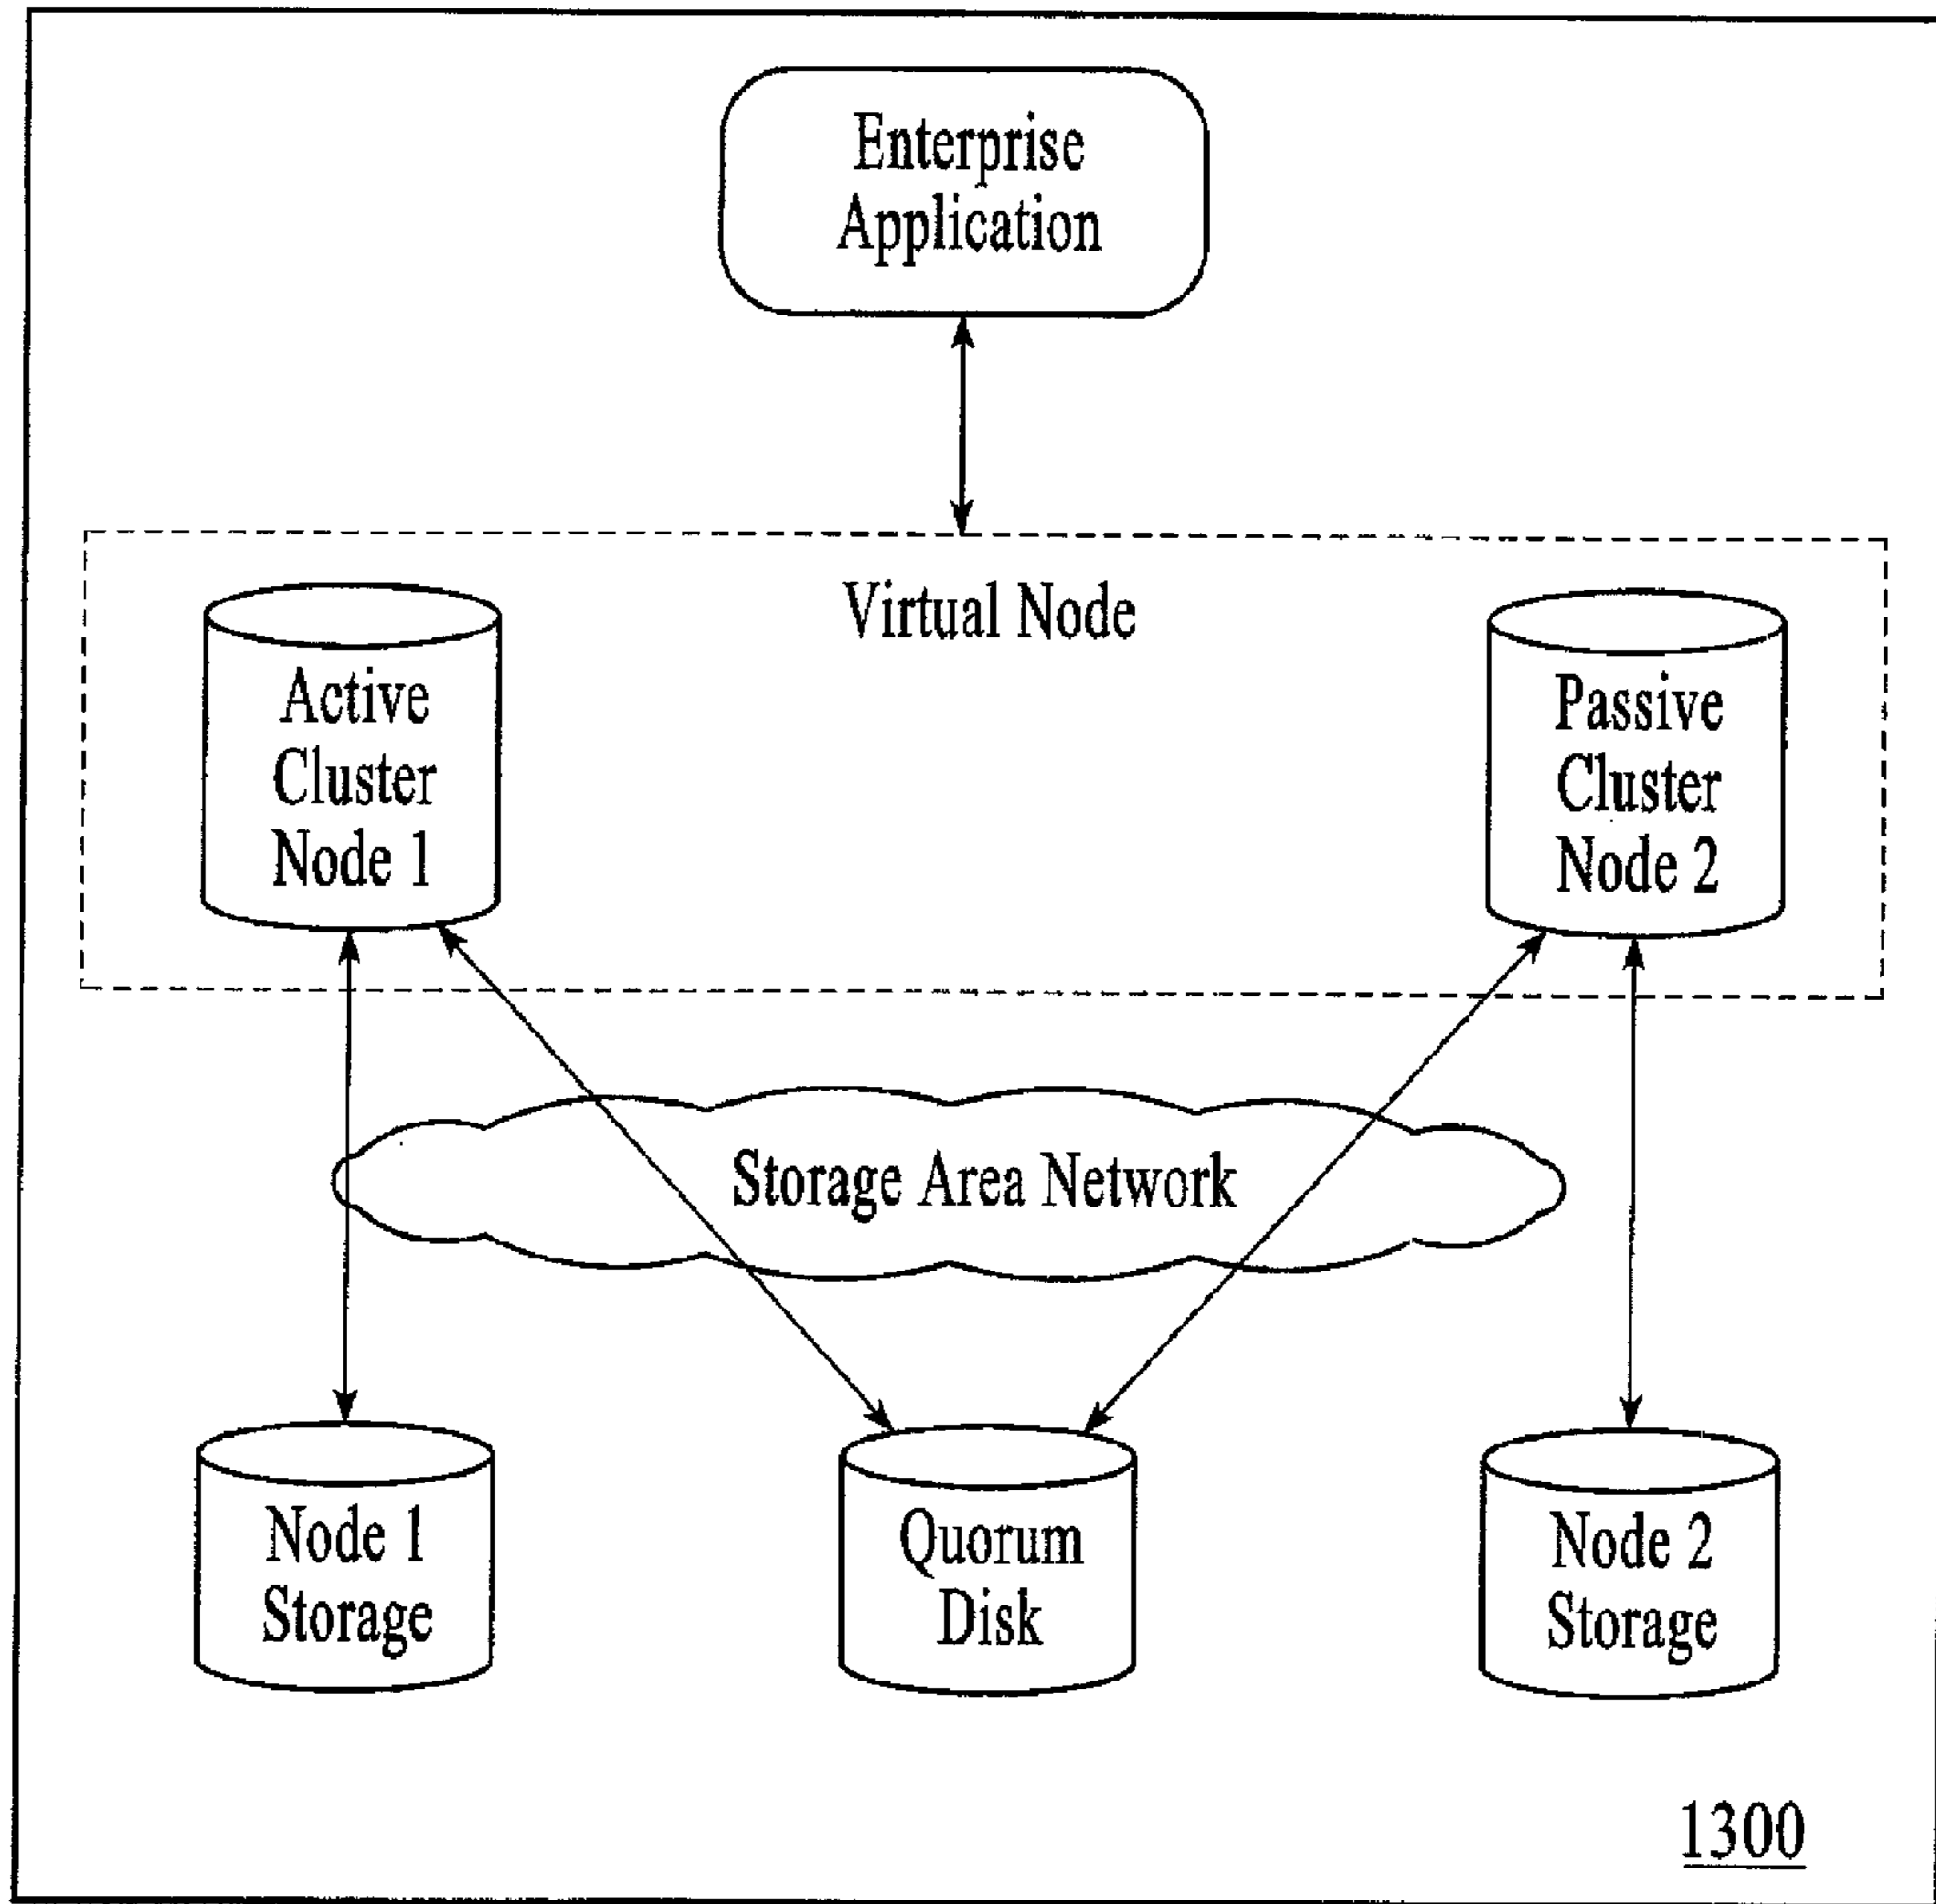 Enterprise
Application
Virtual Node
Active
Cluster
Node 1
Passive
Cluster
Node 2
Storage Area Network
Node 1
Storage
Quorum
Disk
Node 2
Storage
1300